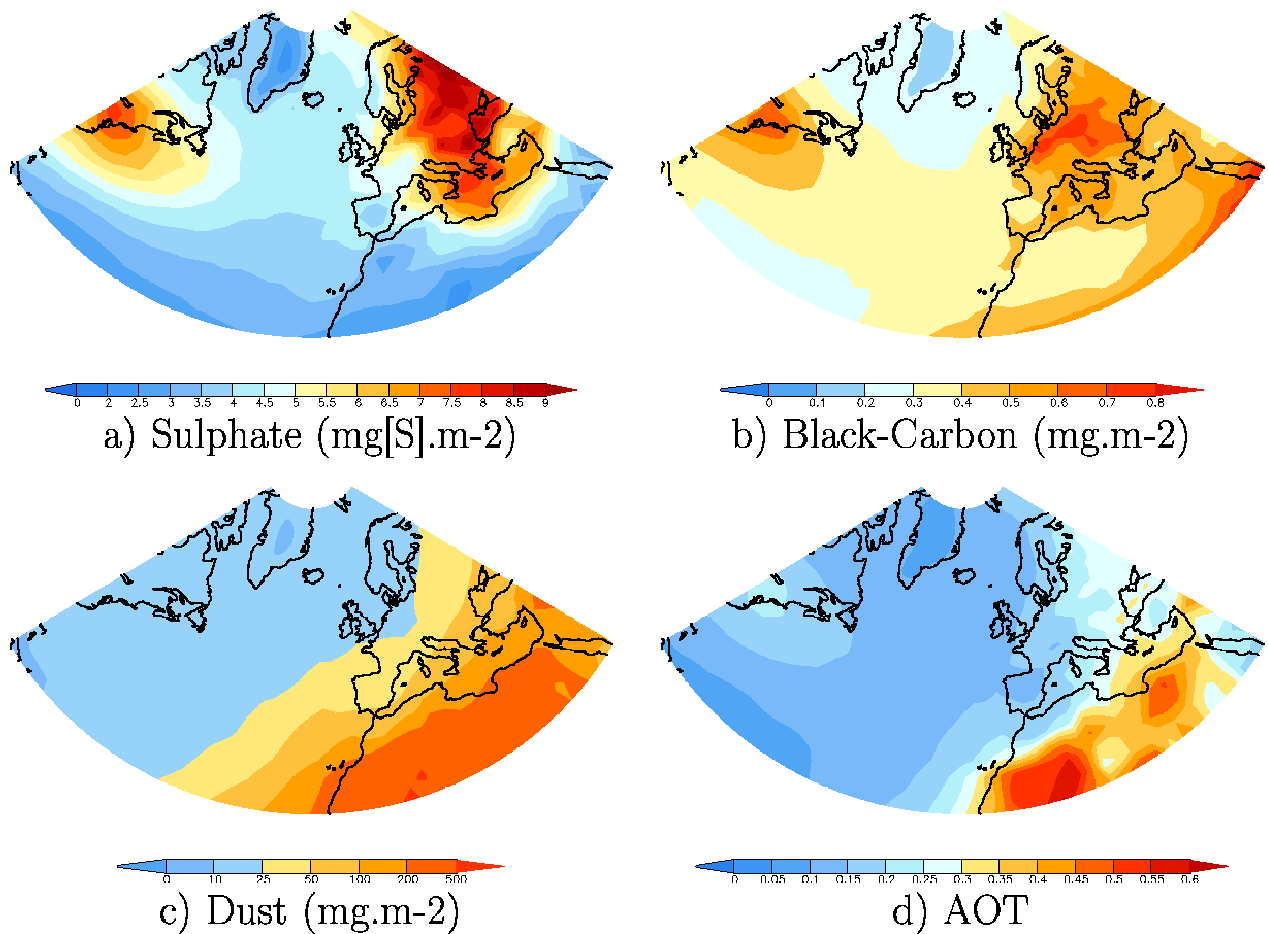 0 2 2.5 3 3.5 4 4.5 5 5.5 6 6.5 7 7.5 8 8.5 9
a) Sulphate (mg[S].m-2)
0 0.1 0.2 0.3 0.4 0.5 0.6 0.7 0.8
b) Black-Carbon (mg.m-2)
0 10 25 50 100 200 500
c) Dust (mg.m-2)
0 0.05 0.1 0.15 0.2 0.25 0.3 0.35 0.4 0.45 0.5 0.55 0.6
d) AOT